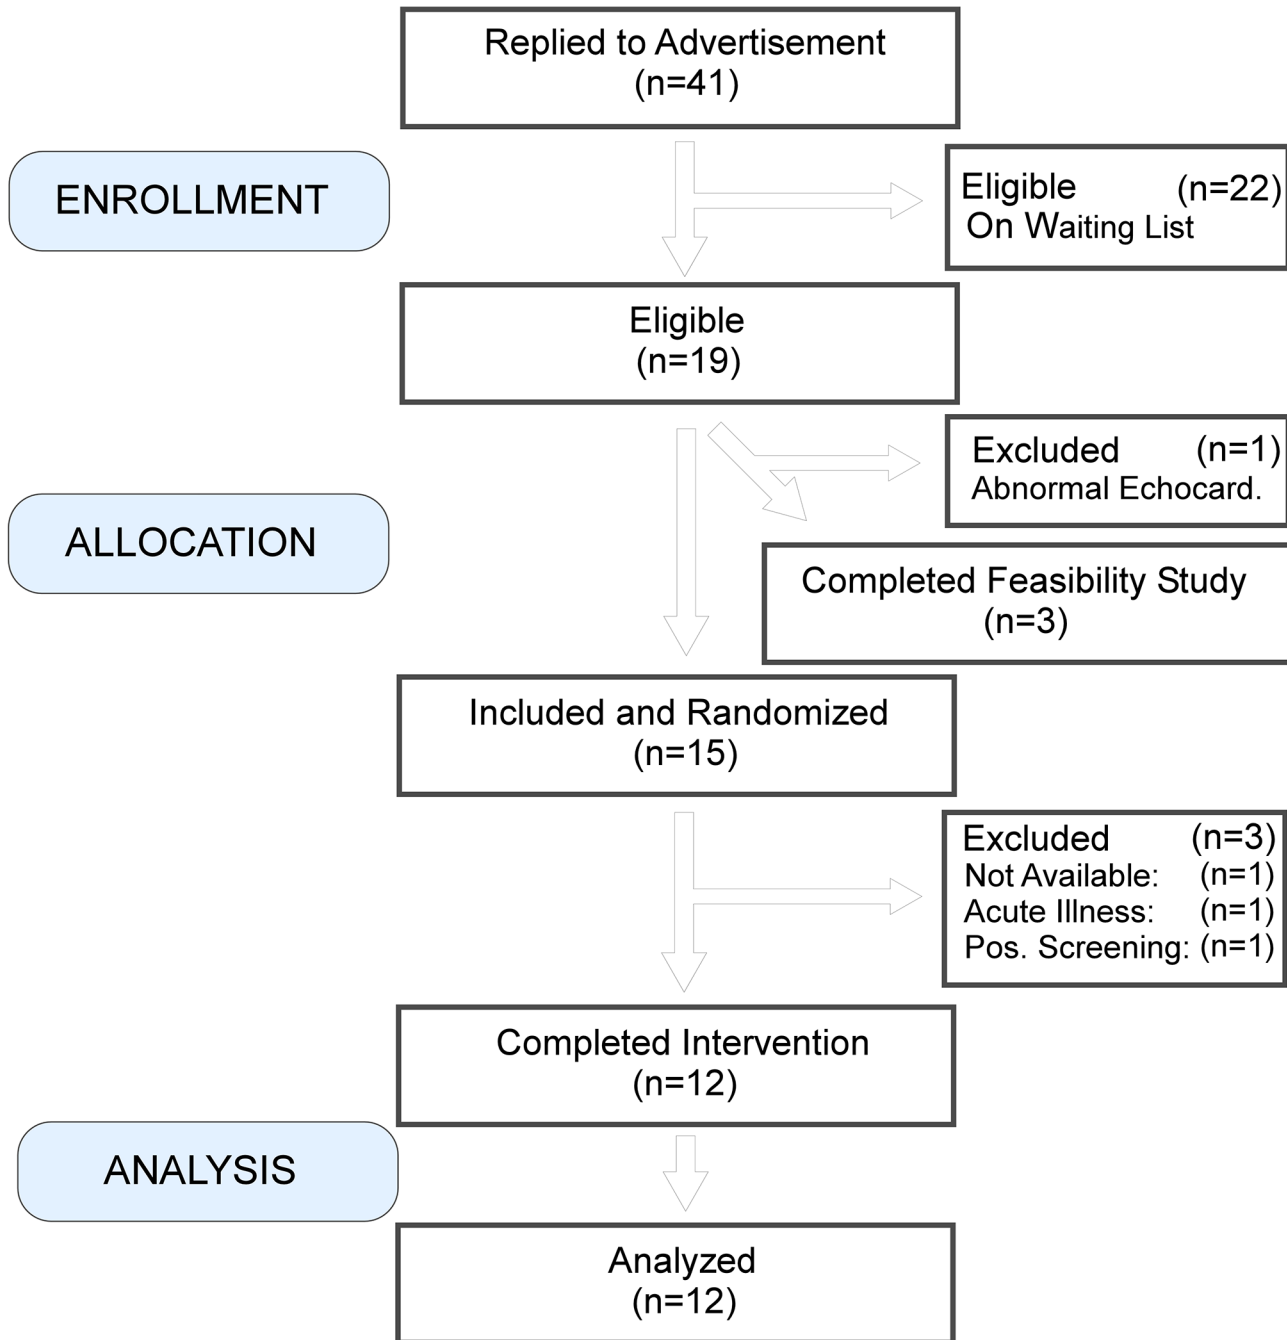 Replied to Advertisement
(n=41)
ENROLLMENT
Eligible (n=22)
On Waiting List
Eligible
(n=19)
Excluded (n=1)
Abnormal Echocard.
ALLOCATION
Completed Feasibility Study
(n=3)
Included and Randomized
(n=15)
Excluded (n=3)
Not Available: (n=1)
Acute Illness: (n=1)
Pos. Screening: (n=1)
Completed Intervention
(n=12)
ANALYSIS
Analyzed
(n=12)